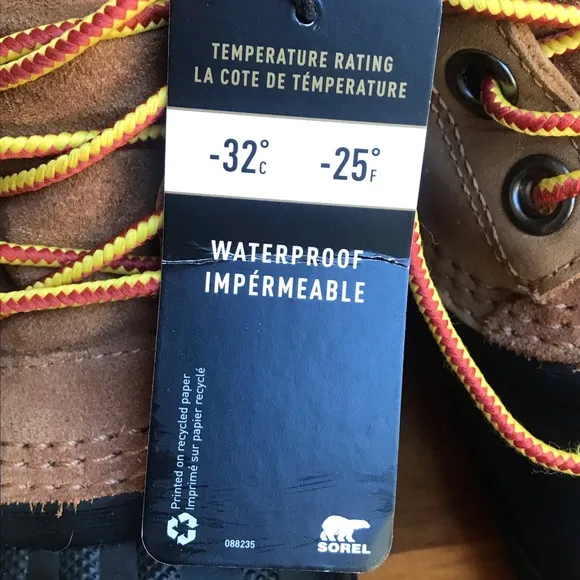 TEMPERATURE RATING
LA COTE DE TÉMPERATURE
-32°C -25°F
WATERPROOF
IMPÉRMEABLE
Printed on recycled paper
Imprimé sur papier recyclé
088235
SOREL